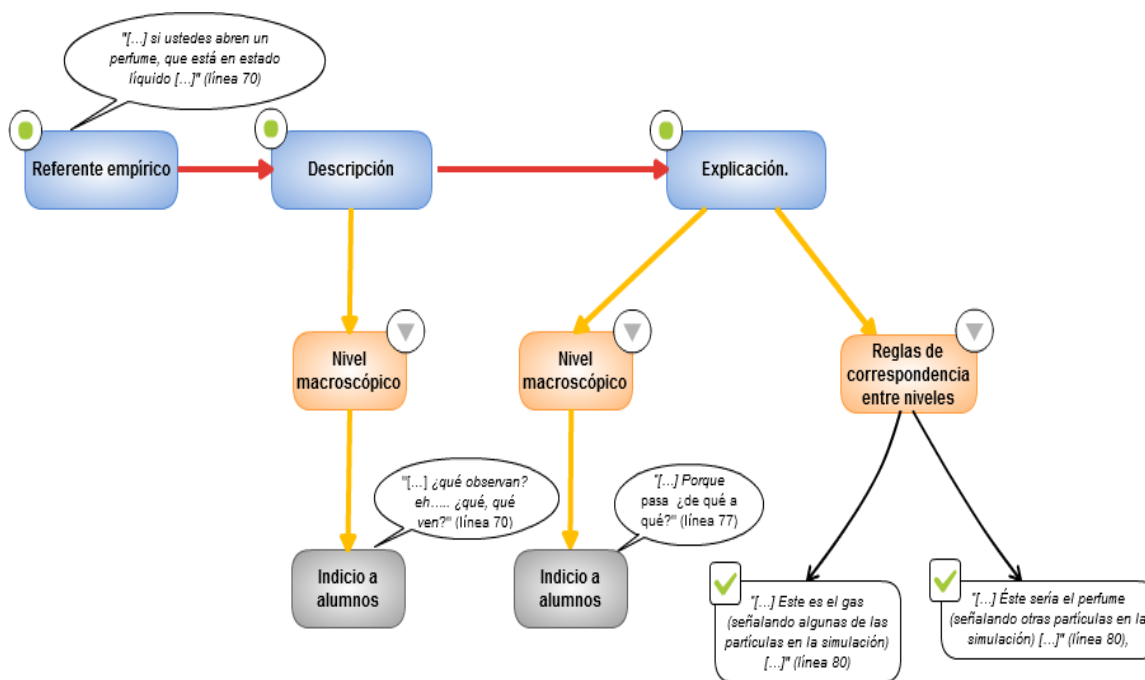 "[…] si ustedes abren un
perfume, que está en estado
líquido […]" (línea 70)
Referente empírico
Descripción
Explicación.
Nivel
macroscópico
Nivel
macroscópico
Reglas de
correspondencia
entre niveles
"[…] ¿qué observan?
eh….. ¿qué, qué
ven?" (línea 70)
"[…] Porque
pasa ¿de qué a
qué?" (línea 77)
Indicio a
alumnos
Indicio a
alumnos
"[…] Este es el gas
(señalando algunas de las
partículas en la simulación)
[…]" (línea 80)
"[…] Éste sería el perfume
(señalando otras partículas en la
simulación) […]" (línea 80),